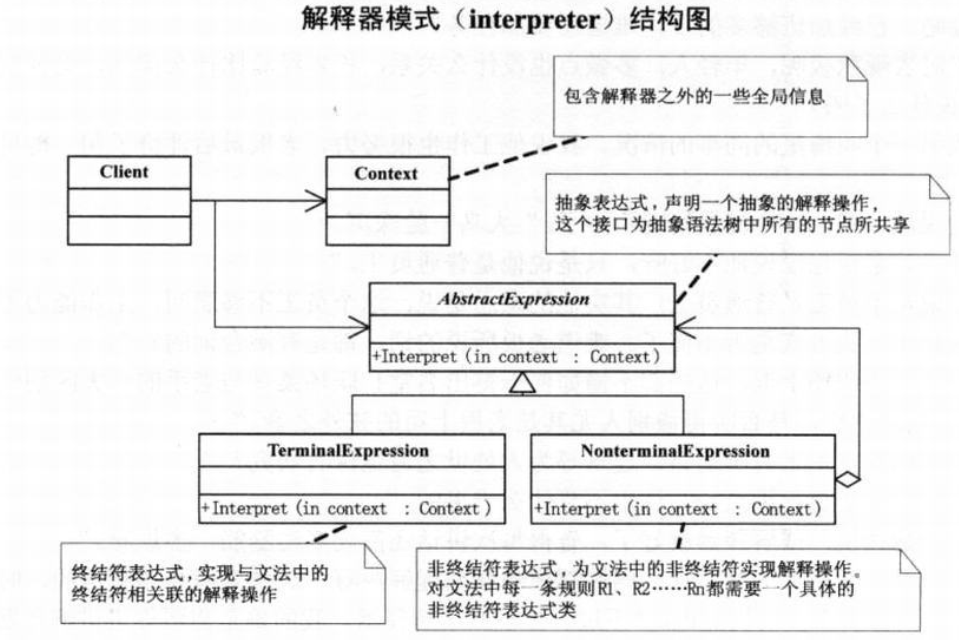 解释器模式（interpreter）结构图
包含解释器之外的一些全局信息
Client
Context
抽象表达式，声明一个抽象的解释操作，
这个接口为抽象语法树中所有的节点所共享
AbstractExpression
+Interpret(in context : Context)
TerminalExpression
NonterminalExpression
+Interpret(in context : Context)
+Interpret(in context : Context)
终结符表达式，实现与文法中的
终结符相关联的解释操作
非终结符表达式，为文法中的非终结符实现解释操作。
对文法中每一条规则R1、R2……Rn都需要一个具体的
非终结符表达式类